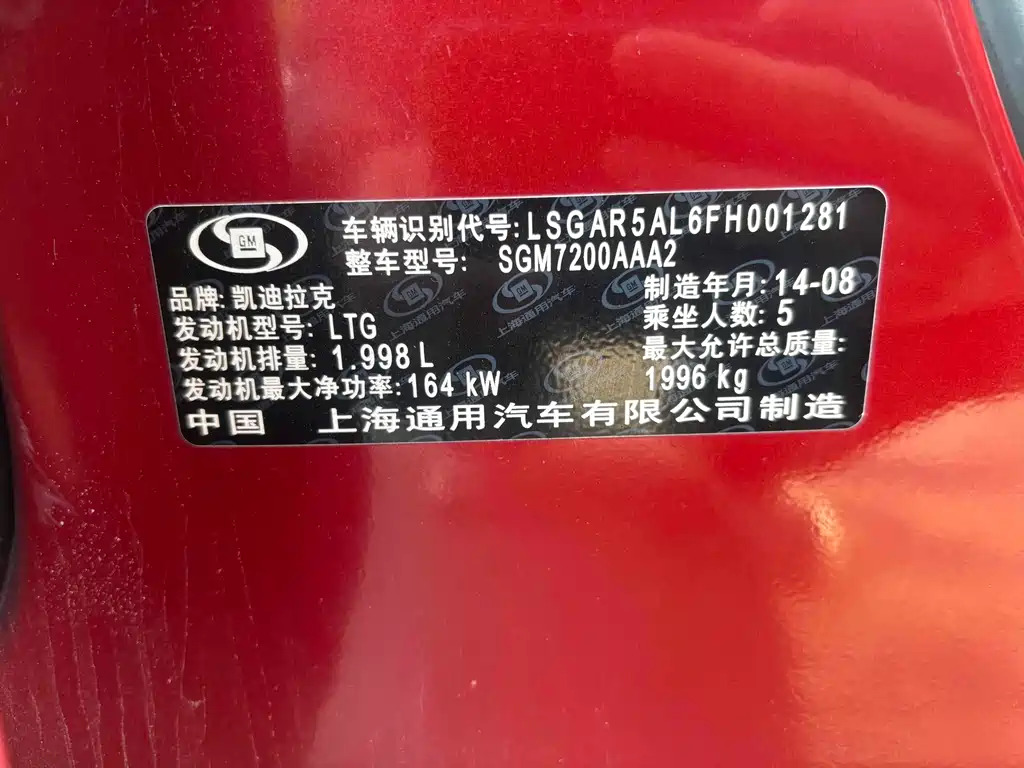 GM
车辆识别代号:LSGAR5AL6FH001281
整车型号: SGM7200AAA2
品牌:凯迪拉克
制造年月:14-08
发动机型号: LTG
乘坐人数: 5
发动机排量: 1.998 L
最大允许总质量:
1996 kg
发动机最大净功率:164 kW
中国 上海通用汽车有限公司制造